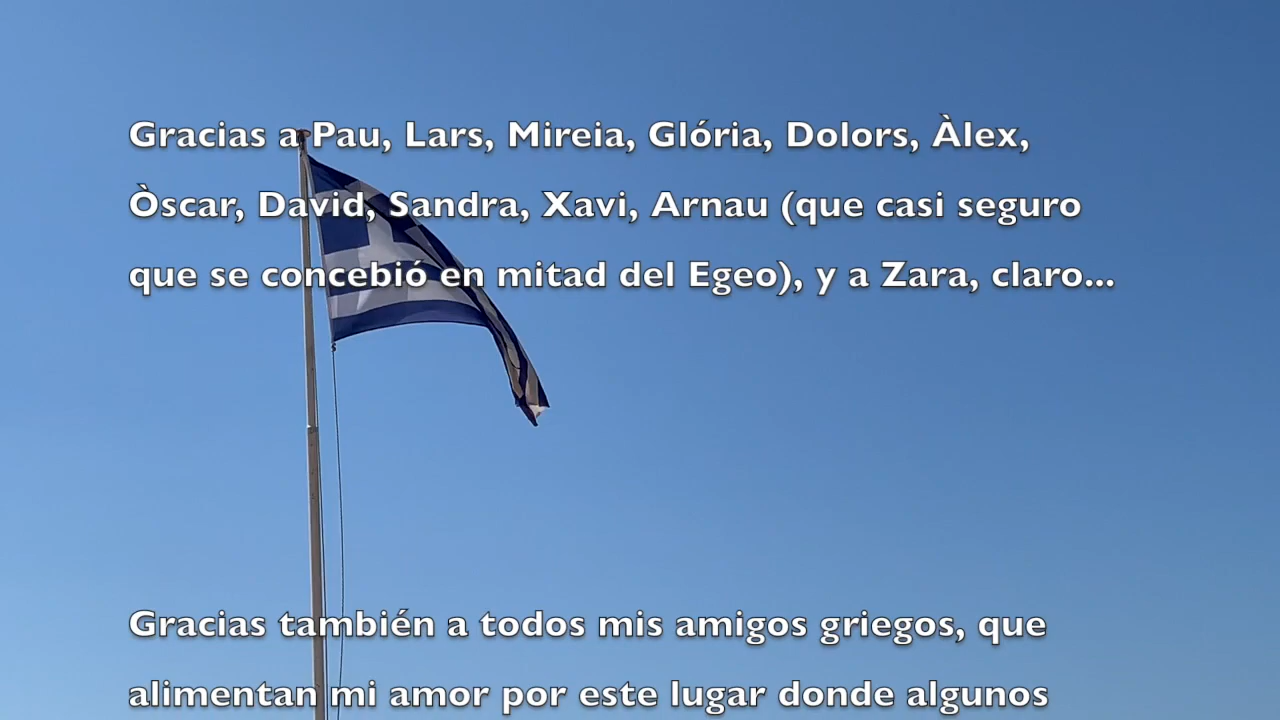 Gracias a Pau, Lars, Mireia, Glória, Dolors, Àlex,
Òscar, David, Sandra, Xavi, Arnau (que casi seguro
que se concebió en mitad del Egeo), y a Zara, claro...
Gracias también a todos mis amigos griegos, que
alimentan mi amor por este lugar donde algunos